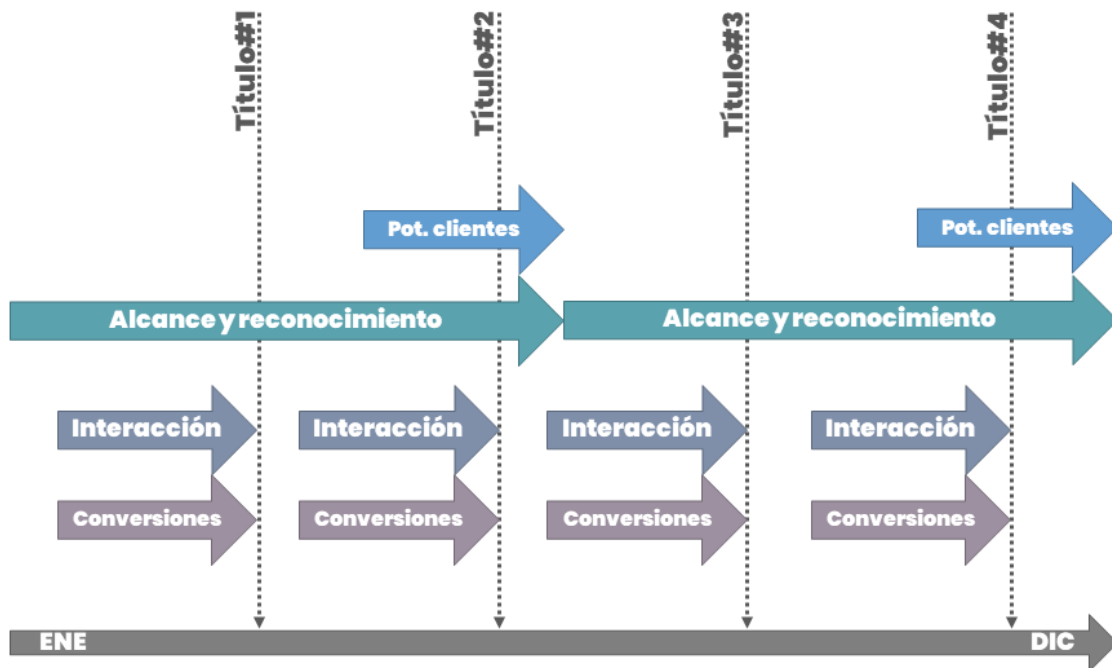 Título#1
Título#2
Título#3
Título#4
Pot. clientes
Pot. clientes
Alcance y reconocimiento
Alcance y reconocimiento
Interacción
Interacción
Interacción
Interacción
Conversiones
Conversiones
Conversiones
Conversiones
ENE
DIC